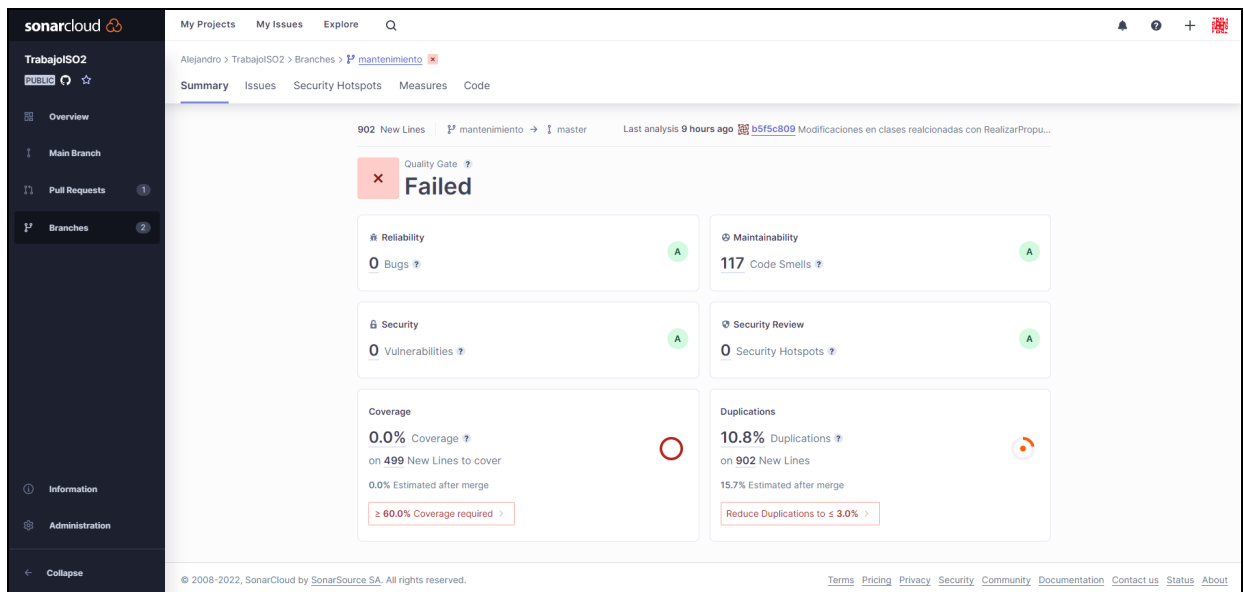 sonarcloud
My Projects My Issues Explore
TrabajoISO2
PUBLIC
Overview
Main Branch
Pull Requests 1
Branches 2
Information
Administration
Collapse
Alejandro > TrabajoISO2 > Branches > mantenimiento
Summary Issues Security Hotspots Measures Code
902 New Lines mantenimiento → master Last analysis 9 hours ago b5f5c809 Modificaciones en clases realcionadas con RealizarPropu...
Quality Gate ?
Failed
Reliability
0 Bugs ? A
Maintainability
117 Code Smells ? A
Security
0 Vulnerabilities ? A
Security Review
0 Security Hotspots ? A
Coverage
0.0% Coverage ?
on 499 New Lines to cover
0.0% Estimated after merge
≥ 60.0% Coverage required >
Duplications
10.8% Duplications ?
on 902 New Lines
15.7% Estimated after merge
Reduce Duplications to ≤ 3.0% >
© 2008-2022, SonarCloud by SonarSource SA. All rights reserved.
Terms Pricing Privacy Security Community Documentation Contact us Status About